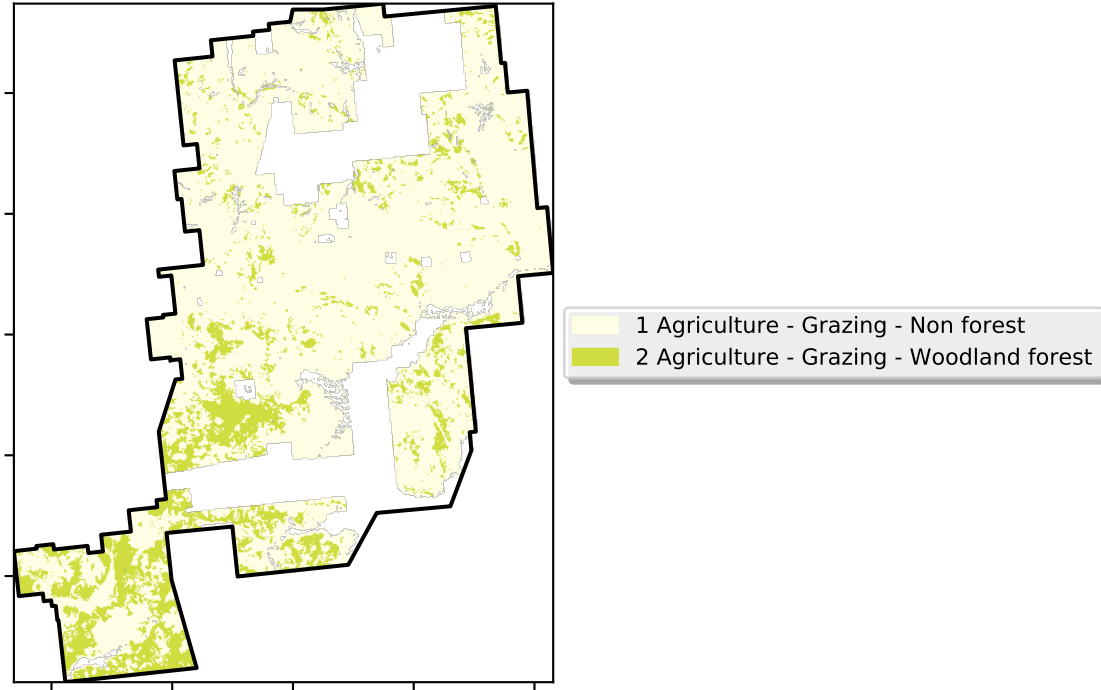 1 Agriculture - Grazing - Non forest
2 Agriculture - Grazing - Woodland forest